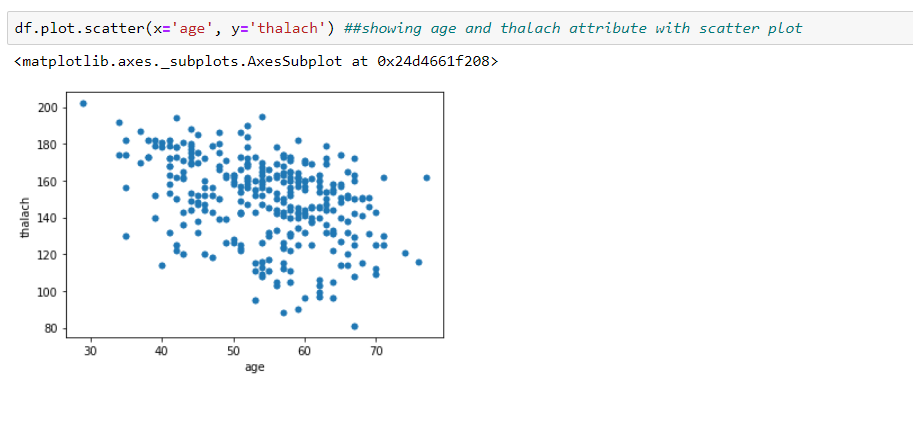 df.plot.scatter(x='age', y='thalach') ##showing age and thalach attribute with scatter plot
<matplotlib.axes._subplots.AxesSubplot at 0x24d4661f208>
200
180
160
140
120
100
80
thalach
30 40 50 60 70
age